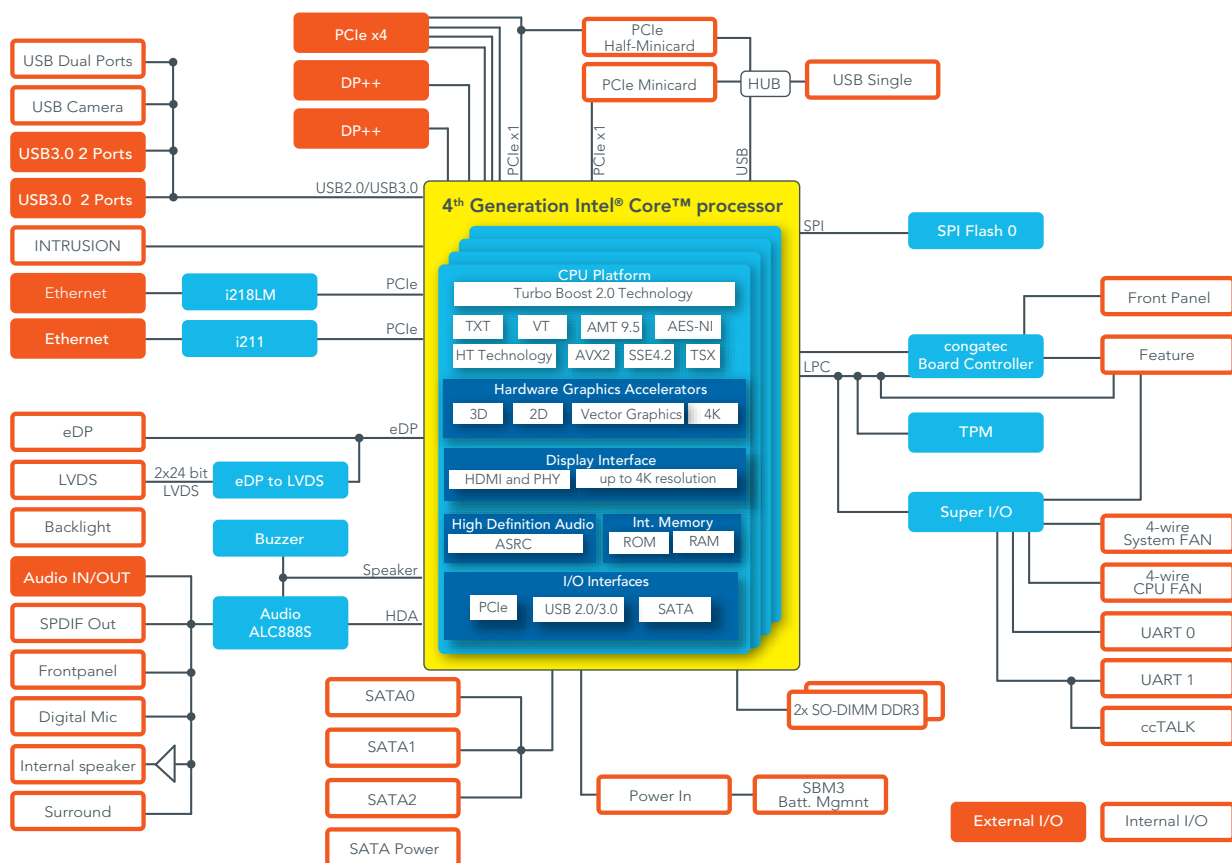 PCIe x4
DP++
DP++
PCIe
Half-Minicard
PCIe Minicard
HUB
USB Single
PCIe x1
PCIe x1
USB
USB Dual Ports
USB Camera
USB3.0 2 Ports
USB3.0 2 Ports
USB2.0/USB3.0
INTRUSION
Ethernet
i218LM
PCIe
Ethernet
i211
PCIe
eDP
eDP
LVDS
2x24 bit
LVDS
eDP to LVDS
Backlight
Buzzer
Speaker
Audio IN/OUT
SPDIF Out
Audio
ALC888S
HDA
Frontpanel
Digital Mic
Internal speaker
Surround
4th Generation Intel® Core™ processor
CPU Platform
Turbo Boost 2.0 Technology
TXT
VT
AMT 9.5
AES-NI
HT Technology
AVX2
SSE4.2
TSX
Hardware Graphics Accelerators
3D
2D
Vector Graphics
4K
Display Interface
HDMI and PHY
up to 4K resolution
High Definition Audio
ASRC
Int. Memory
ROM
RAM
I/O Interfaces
PCIe
USB 2.0/3.0
SATA
SPI
SPI Flash 0
Front Panel
congatec
Board Controller
Feature
LPC
TPM
Super I/O
4-wire
System FAN
4-wire
CPU FAN
UART 0
UART 1
ccTALK
SATA0
SATA1
SATA2
SATA Power
2x SO-DIMM DDR3
Power In
SBM3
Batt. Mgmnt
External I/O
Internal I/O